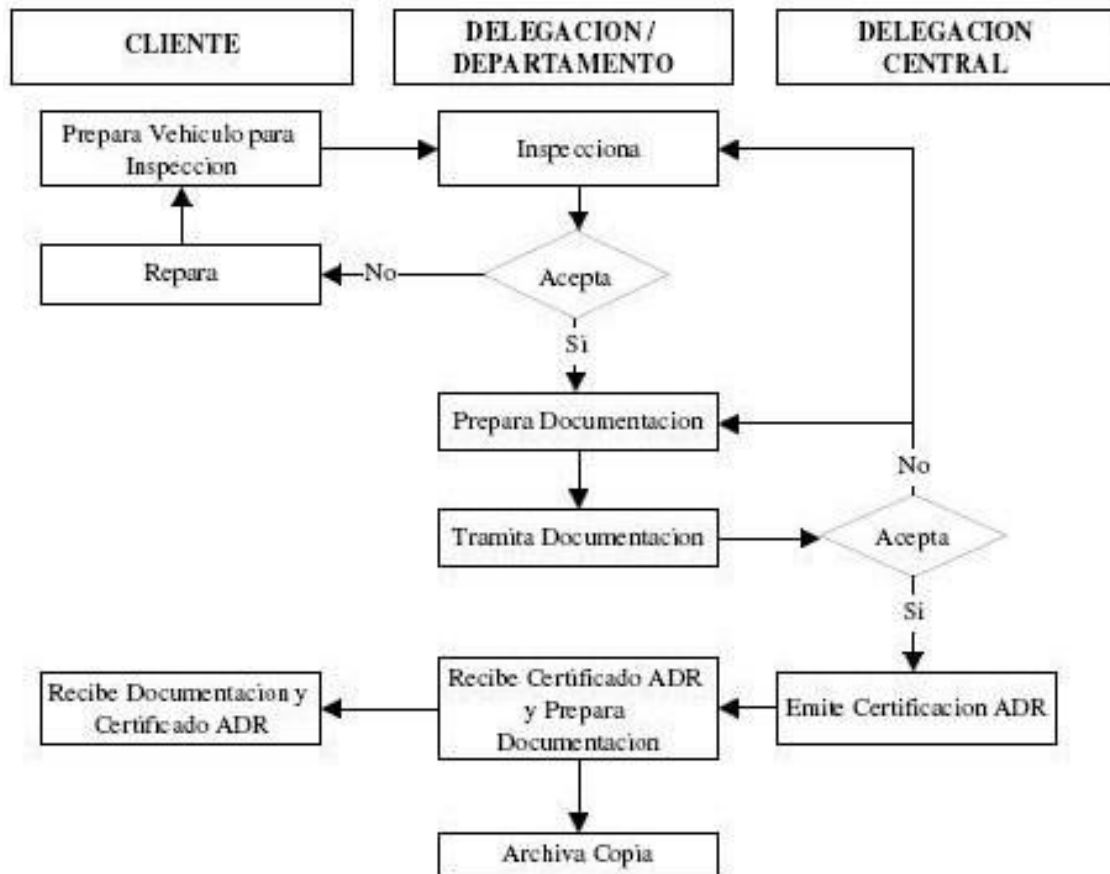 CLIENTE
DELEGACION /
DEPARTAMENTO
DELEGACION
CENTRAL
Prepara Vehiculo para
Inspeccion
Inspecciona
Repara
No
Acepta
Si
Prepara Documentacion
No
Tramita Documentacion
Acepta
Si
Recibe Documentacion y
Certificado ADR
Recibe Certificado ADR
y Prepara
Documentacion
Emite Certificacion ADR
Archiva Copia